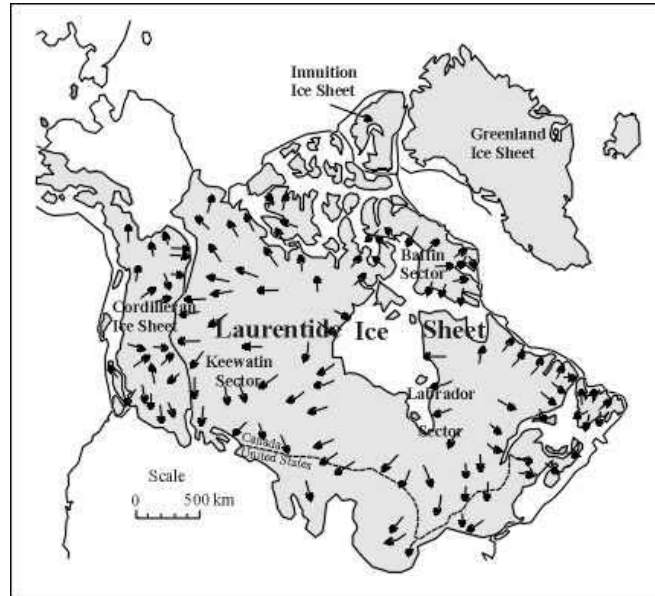 Innuition
Ice Sheet
Greenland
Ice Sheet
Baffin
Sector
Cordilleran
Ice Sheet
Laurentide Ice Sheet
Keewatin
Sector
Labrador
Sector
Canada
United States
Scale
0 500 km